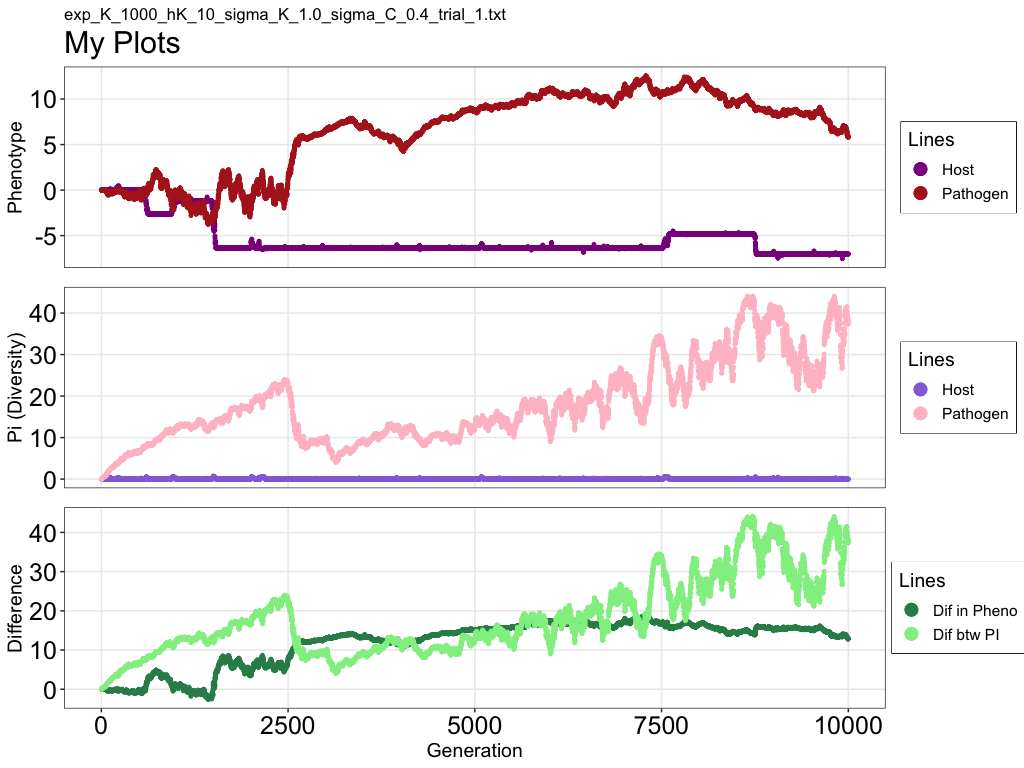 exp_K_1000_hK_10_sigma_K_1.0_sigma_C_0.4_trial_1.txt
My Plots
Phenotype
10
5
0
-5
Lines
Host
Pathogen
Pi (Diversity)
40
30
20
10
0
Lines
Host
Pathogen
Difference
40
30
20
10
0
Lines
Dif in Pheno
Dif btw PI
0 2500 5000 7500 10000
Generation